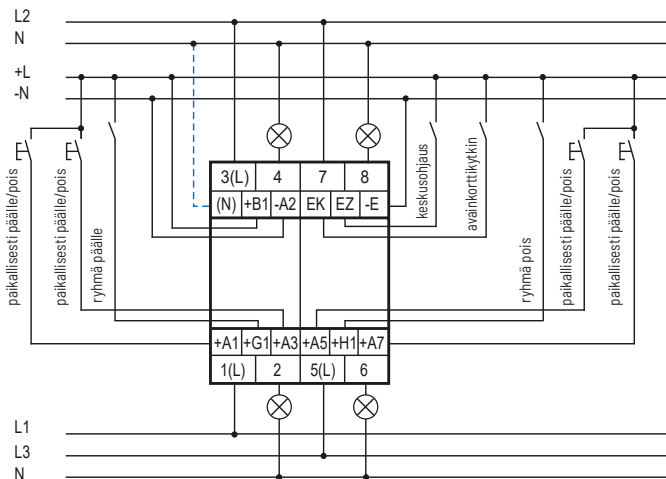 L2
N
+L
-N
paikallisesti päälle/pois
paikallisesti päälle/pois
ryhmä päälle
3(L) 4 7 8
(N) +B1 -A2 EK EZ -E
keskusohjaus
avainkorttikytkin
ryhmä pois
paikallisesti päälle/pois
paikallisesti päälle/pois
+A1 +G1 +A3 +A5 +H1 +A7
1(L) 2 5(L) 6
L1
L3
N